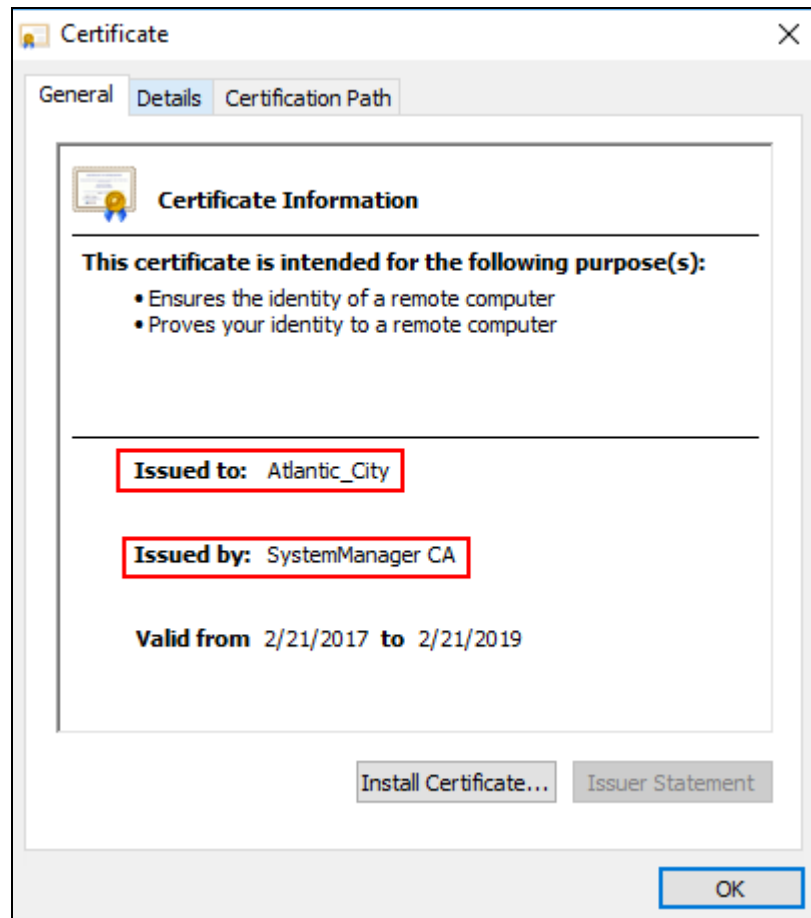 Certificate
General Details Certification Path
Certificate Information
This certificate is intended for the following purpose(s):
• Ensures the identity of a remote computer
• Proves your identity to a remote computer
Issued to: Atlantic_City
Issued by: SystemManager CA
Valid from 2/21/2017 to 2/21/2019
Install Certificate... Issuer Statement
OK